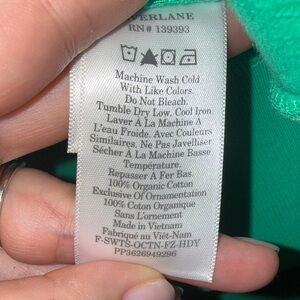 VERLANE
RN# 139393
Machine Wash Cold
With Like Colors.
Do Not Bleach.
Tumble Dry Low, Cool Iron.
Laver A La Machine A
L'eau Froide. Avec Couleurs
Similaires. Ne Pas Javelliser.
Sécher À La Machine Basse
Température.
Repasser A Fer Bas.
100% Organic Cotton
Exclusive Of Ornamentation
100% Coton Organique
Sans L'ornement
Made in Vietnam
Fabriqué au Viêt-Nam
F-SWTS-OCTN-FZ-HDY
PP3626949296